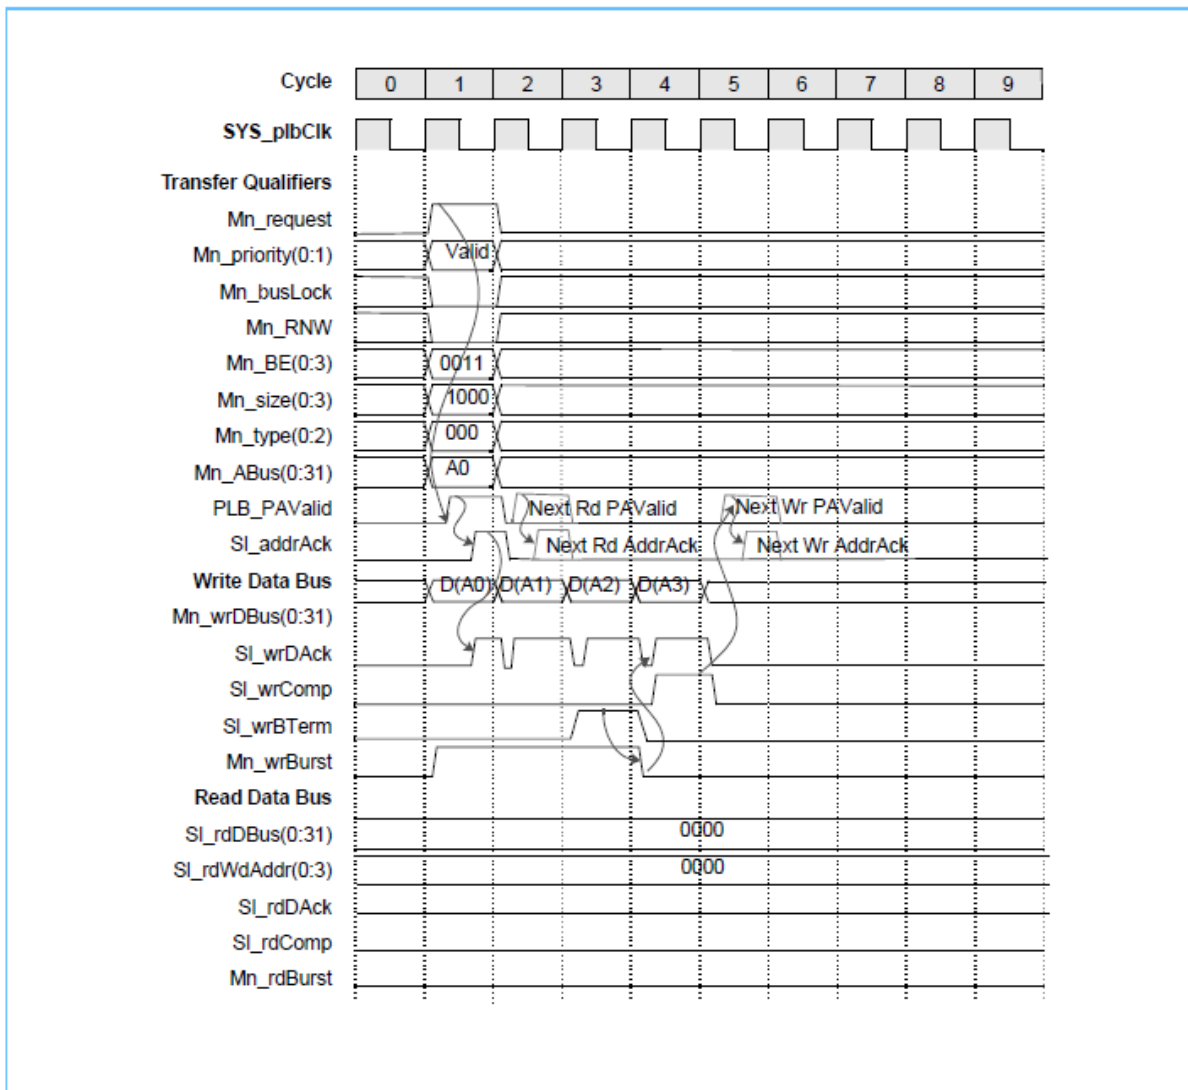 Cycle 0 1 2 3 4 5 6 7 8 9
SYS_plbClk
Transfer Qualifiers
Mn_request
Mn_priority(0:1) Valid
Mn_busLock
Mn_RNW
Mn_BE(0:3) 0011
Mn_size(0:3) 1000
Mn_type(0:2) 000
Mn_ABus(0:31) A0
PLB_PAValid Next Rd PAValid Next Wr PAValid
Sl_addrAck Next Rd AddrAck Next Wr AddrAck
Write Data Bus D(A0) D(A1) D(A2) D(A3)
Mn_wrDBus(0:31)
Sl_wrDAck
Sl_wrComp
Sl_wrBTerm
Mn_wrBurst
Read Data Bus
Sl_rdDBus(0:31) 0000
Sl_rdWdAddr(0:3) 0000
Sl_rdDAck
Sl_rdComp
Mn_rdBurst